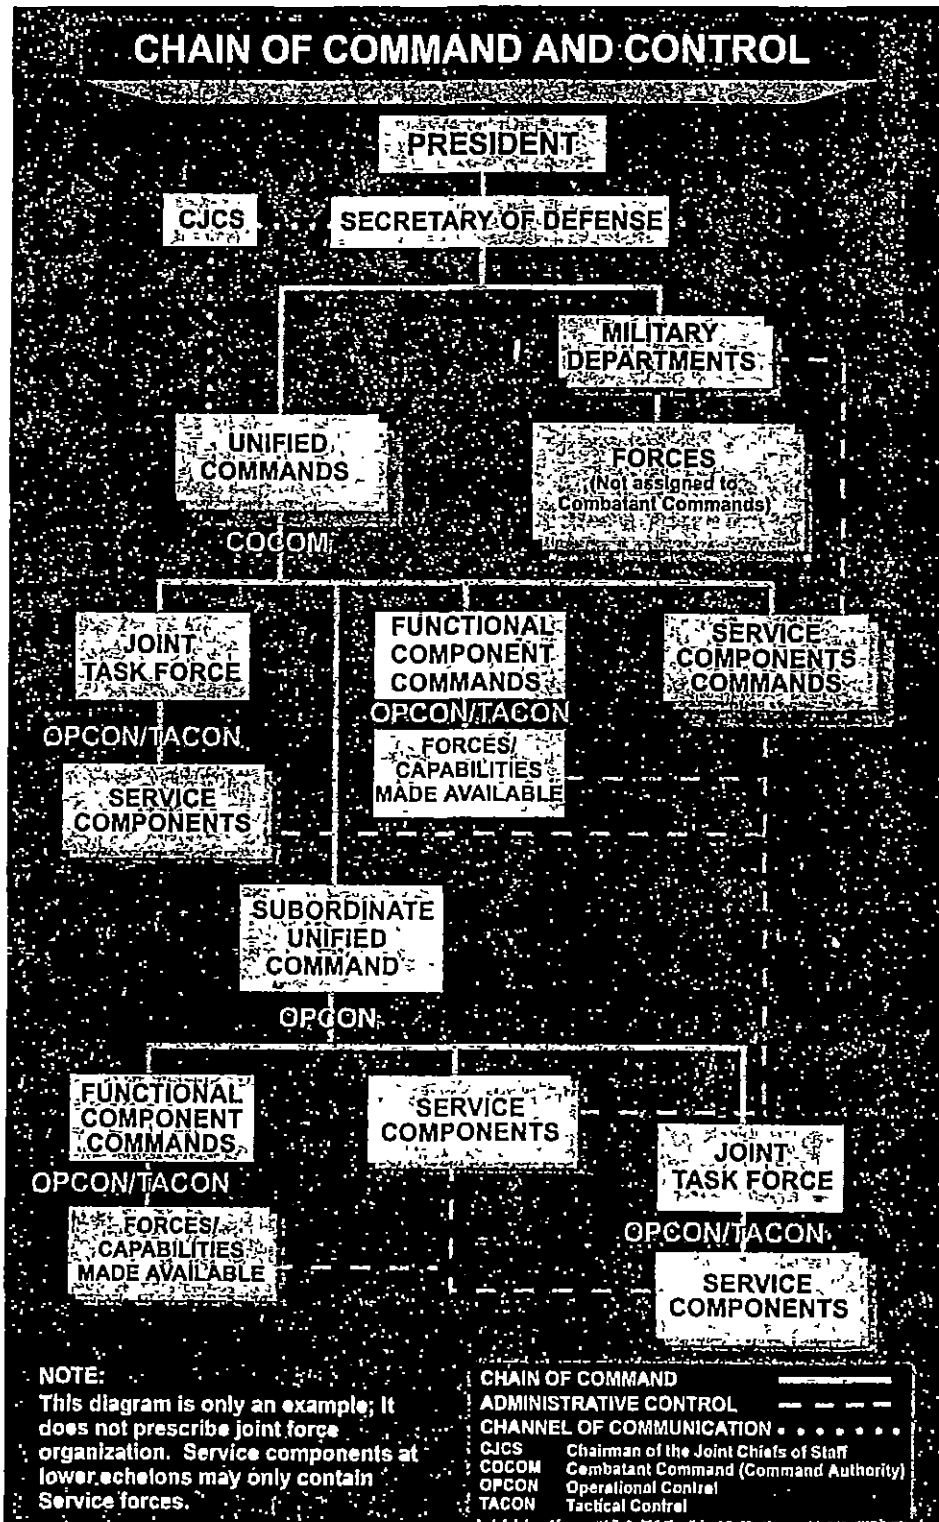 CHAIN OF COMMAND AND CONTROL
PRESIDENT
CJCS
SECRETARY OF DEFENSE
MILITARY
DEPARTMENTS
UNIFIED
COMMANDS
FORCES
(Not assigned to
Combatant Commands)
COCOM
JOINT
TASK FORCE
FUNCTIONAL
COMPONENT
COMMANDS
SERVICE
COMPONENTS
COMMANDS
OPCON/TACON
OPCON/TACON
SERVICE
COMPONENTS
FORCES/
CAPABILITIES
MADE AVAILABLE
SUBORDINATE
UNIFIED
COMMAND
OPCON
FUNCTIONAL
COMPONENT
COMMANDS
SERVICE
COMPONENTS
JOINT
TASK FORCE
OPCON/TACON
OPCON/TACON
FORCES/
CAPABILITIES
MADE AVAILABLE
SERVICE
COMPONENTS
NOTE:
This diagram is only an example; it
does not prescribe joint force
organization. Service components at
lower echelons may only contain
Service forces.
CHAIN OF COMMAND
ADMINISTRATIVE CONTROL
CHANNEL OF COMMUNICATION
CJCS Chairman of the Joint Chiefs of Staff
COCOM Combatant Command (Command Authority)
OPCON Operational Control
TACON Tactical Control